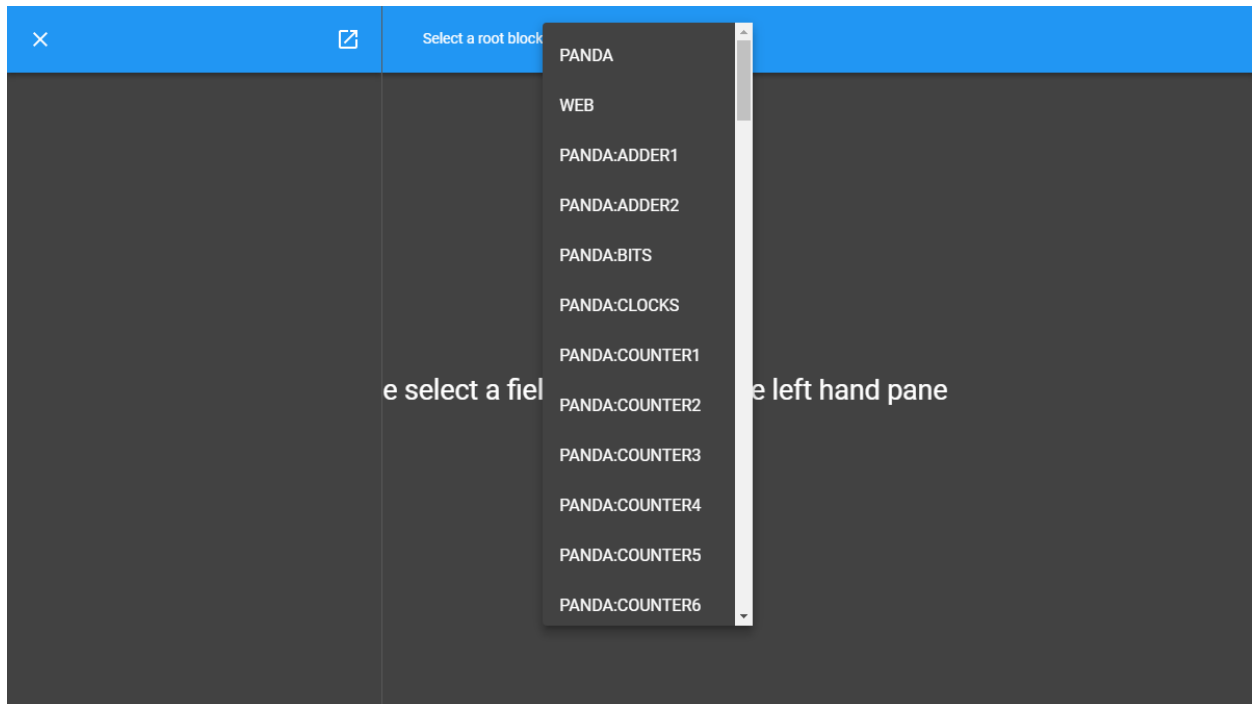 Select a root block
PANDA
WEB
PANDA:ADDER1
PANDA:ADDER2
PANDA:BITS
PANDA:CLOCKS
PANDA:COUNTER1
e select a fiel
e left hand pane
PANDA:COUNTER2
PANDA:COUNTER3
PANDA:COUNTER4
PANDA:COUNTER5
PANDA:COUNTER6